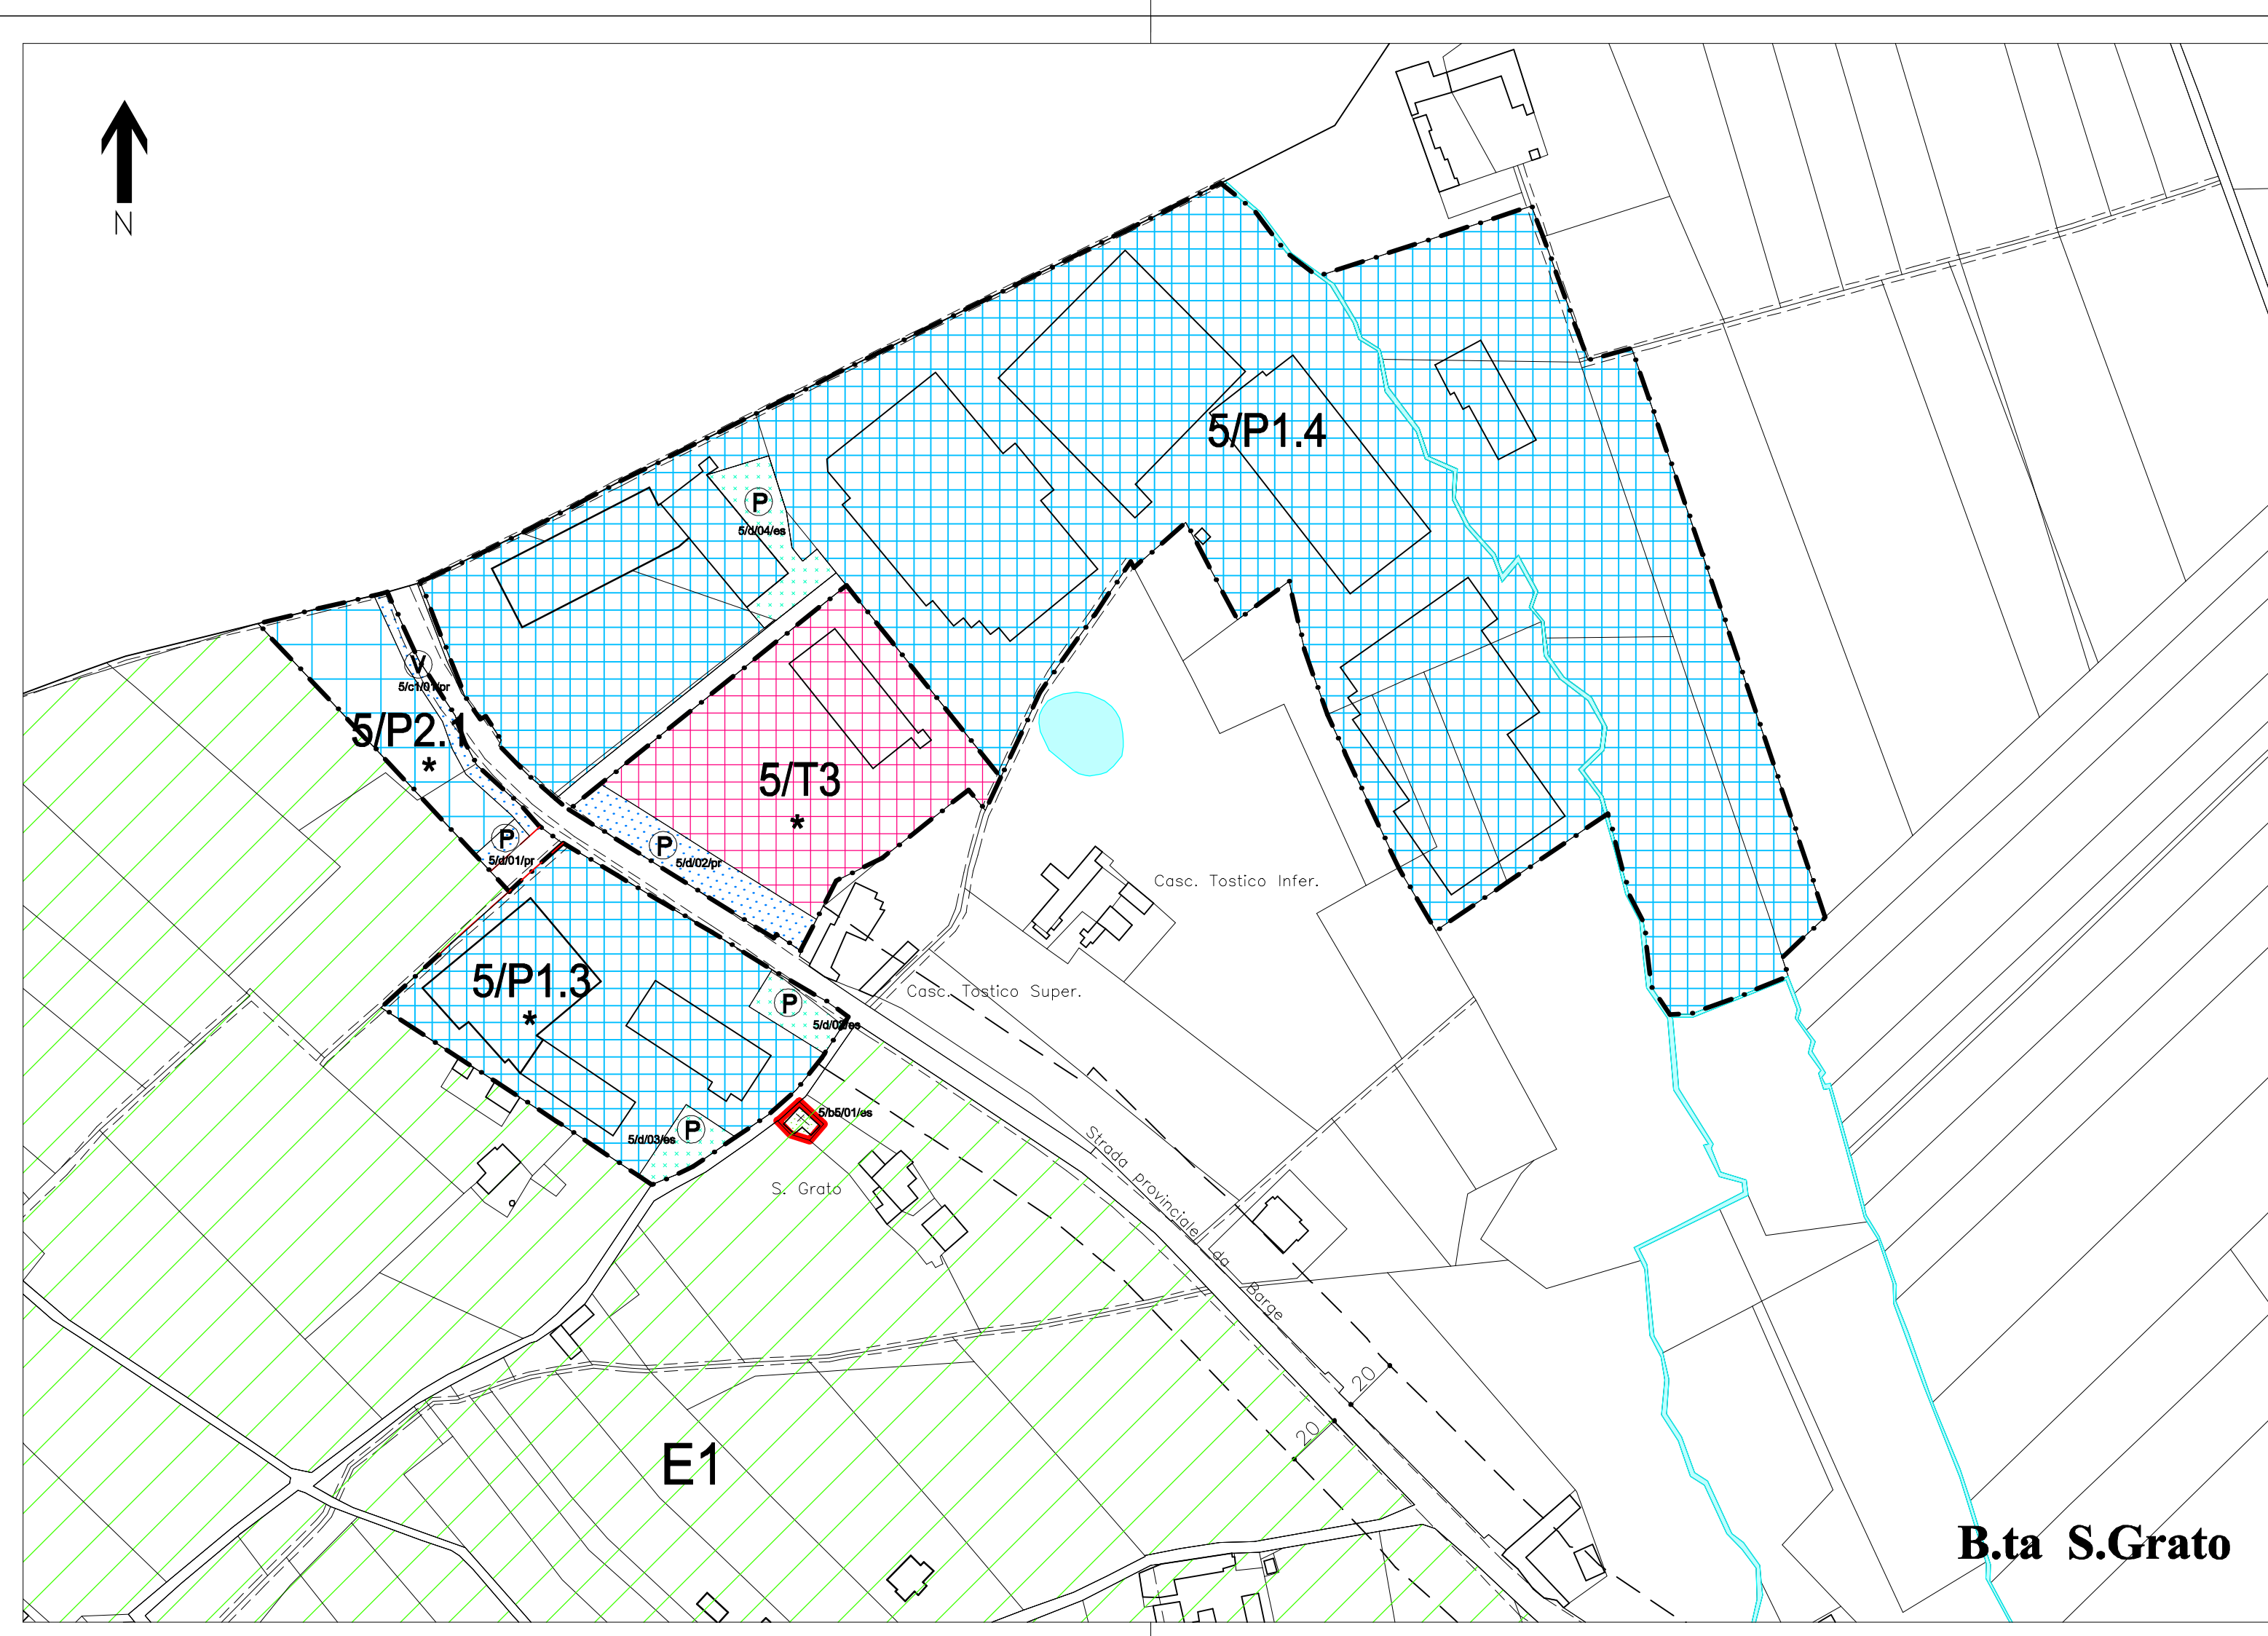 N
5/P1.4
P
5/d/04/es
V
5/c1/01/pr
5/P2.1
*
5/T3
*
P
5/d/01/pr
P
5/d/02/pr
Casc. Tostico Infer.
5/P1.3
*
P
5/d/02/es
Casc. Tostico Super.
5/b5/01/es
P
5/d/03/es
S. Grato
Strada provinciale da Barge
20
20
E1
B.ta S.Grato